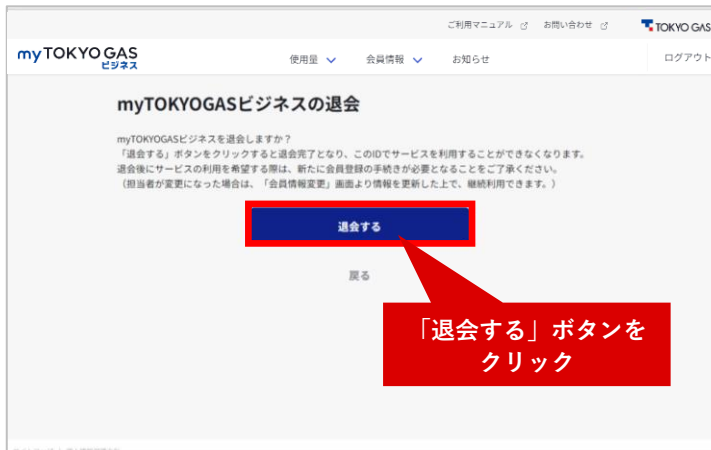 ご利用マニュアル お問い合わせ TOKYO GAS
myTOKYO GAS
ビジネス
使用量 会員情報 お知らせ ログアウト
myTOKYOGASビジネスの退会
myTOKYOGASビジネスを退会しますか？
「退会する」ボタンをクリックすると退会完了となり、このIDでサービスを利用することができなくなります。
退会後にサービスの利用を希望する際は、新たに会員登録の手続きが必要となることをご了承ください。
（担当者が変更になった場合は、「会員情報変更」画面より情報を更新した上で、継続利用できます。）
退会する
戻る
「退会する」ボタンを
クリック